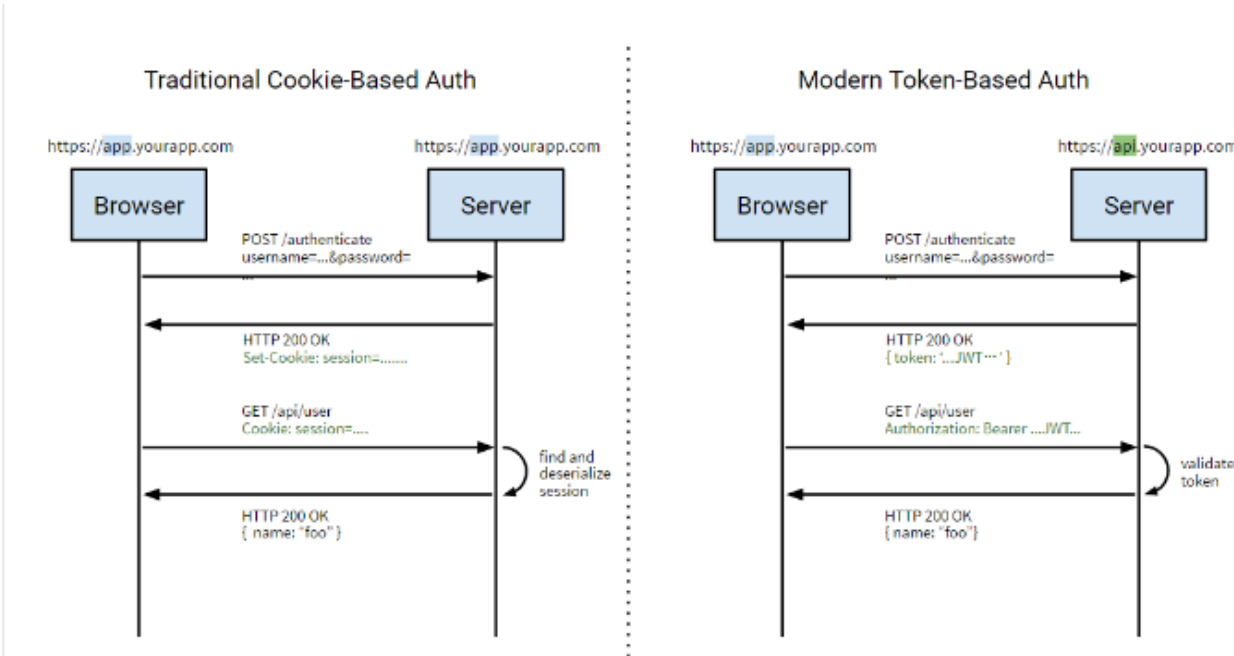 Traditional Cookie-Based Auth
https://app.yourapp.com
https://app.yourapp.com
Browser
Server
POST /authenticate
username=...&password=
...
HTTP 200 OK
Set-Cookie: session=.......
GET /api/user
Cookie: session=....
find and
deserialize
session
HTTP 200 OK
{ name: "foo" }
Modern Token-Based Auth
https://app.yourapp.com
https://api.yourapp.com
Browser
Server
POST /authenticate
username=...&password=
...
HTTP 200 OK
{ token: '...JWT...' }
GET /api/user
Authorization: Bearer ....JWT...
validate
token
HTTP 200 OK
{ name: "foo"}